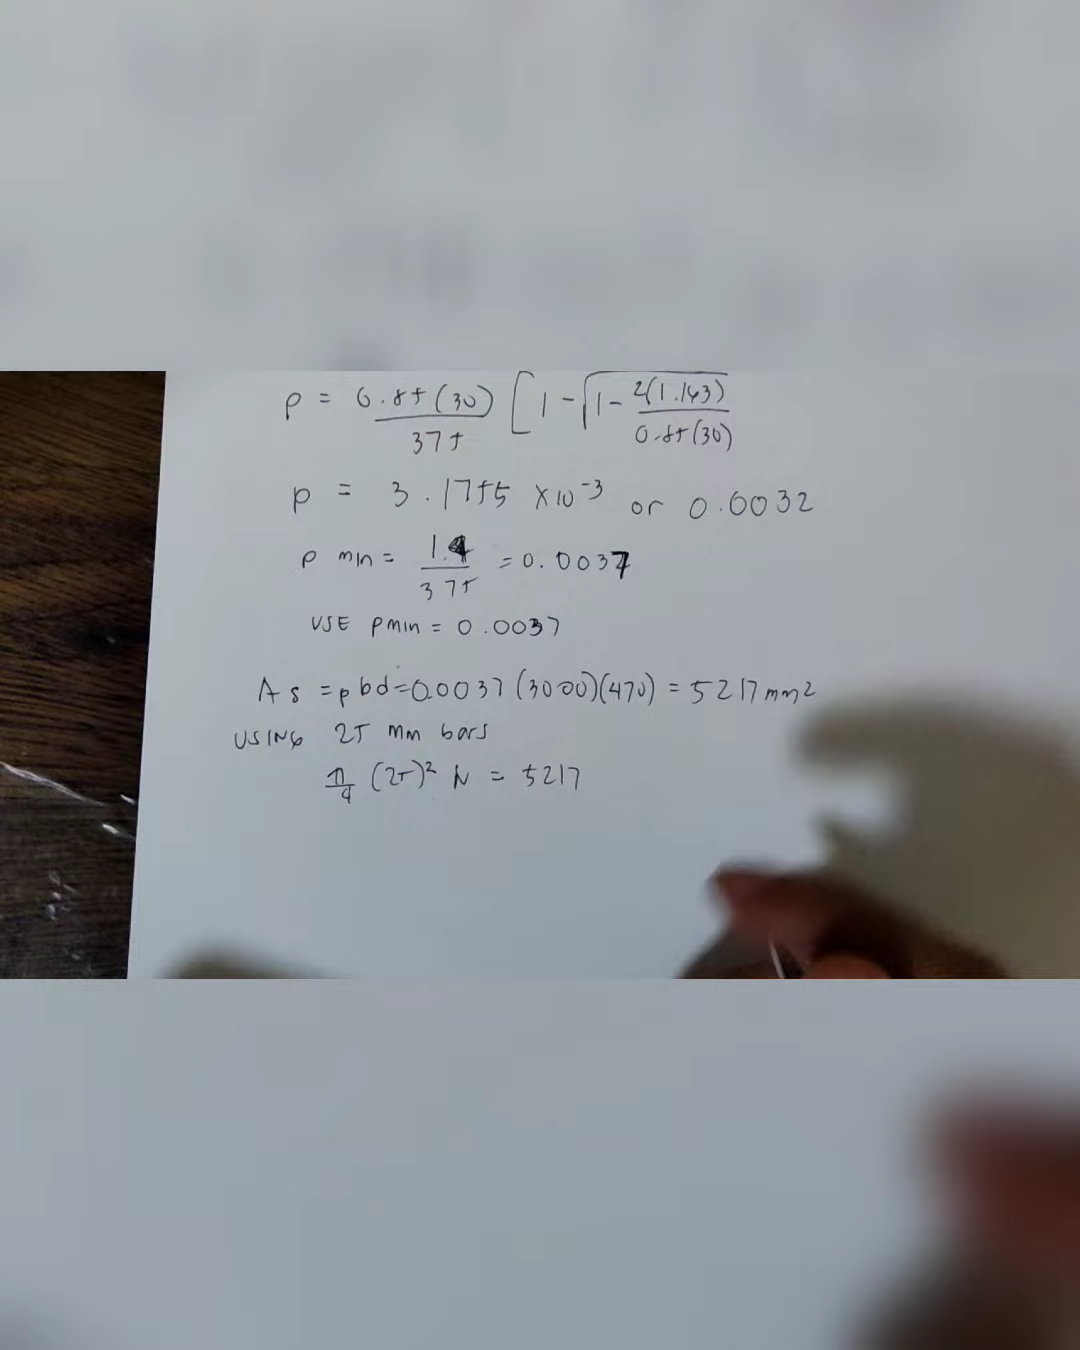 ρ = 0.85(30)/375 [1-√1- 2(1.163)/0.85(30)
ρ = 3.1755 x10⁻³ or 0.0032
ρ min = 1.4/375 = 0.0037
USE ρmin = 0.0037
As = ρbd = 0.0037 (3000)(470) = 5217 mm2
USING 25 mm bars
π/4 (25)² N = 5217